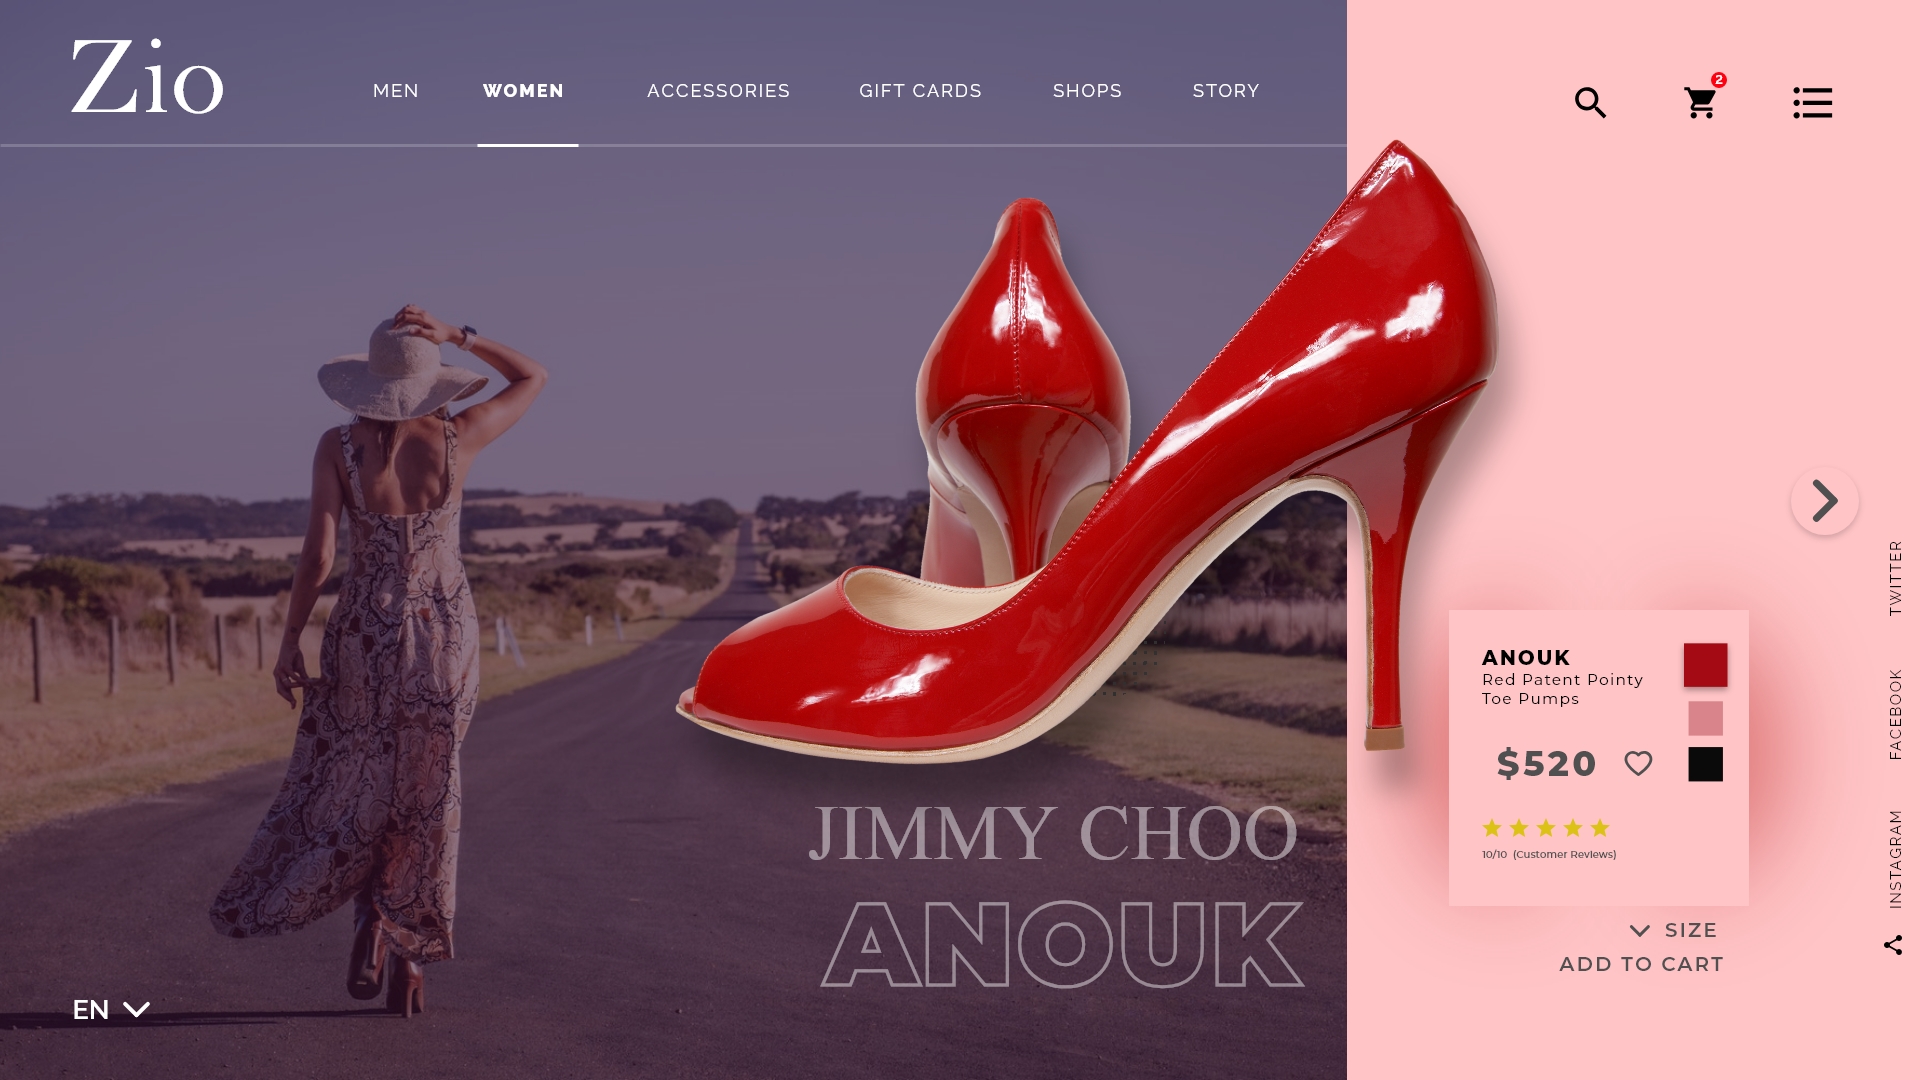 Zio
MEN
WOMEN
ACCESSORIES
GIFT CARDS
SHOPS
STORY
2
ANOUK
Red Patent Pointy
Toe Pumps
$520
10/10 (Customer Reviews)
SIZE
ADD TO CART
TWITTER
FACEBOOK
INSTAGRAM
JIMMY CHOO
ANOUK
EN